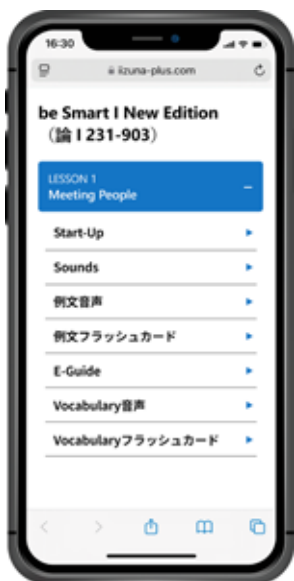 16:30
iizuna-plus.com
be Smart I New Edition
（論 I 231-903）
LESSON 1
Meeting People
Start-Up
Sounds
例文音声
例文フラッシュカード
E-Guide
Vocabulary音声
Vocabularyフラッシュカード